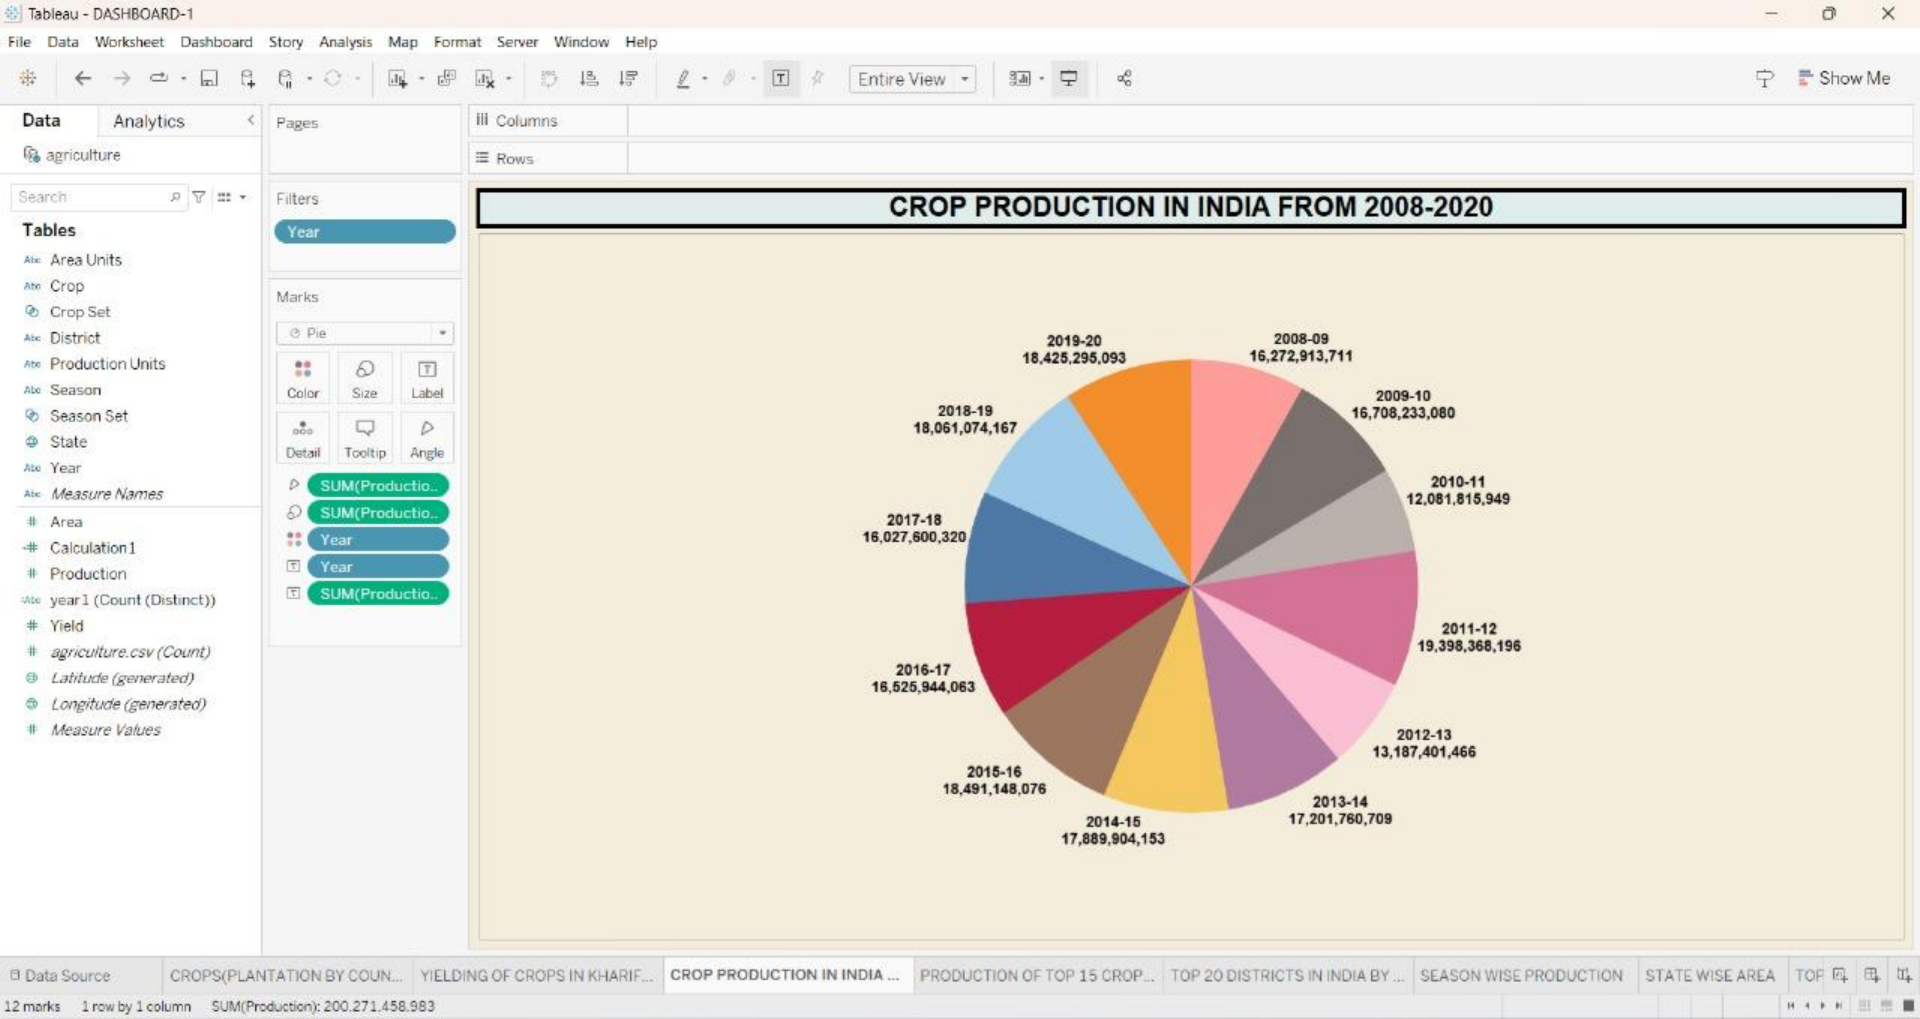 Tableau - DASHBOARD-1
File Data Worksheet Dashboard Story Analysis Map Format Server Window Help
Entire View
Show Me
Data Analytics
agriculture
Search
Tables
Abc Area Units
Abc Crop
Crop Set
Abc District
Abc Production Units
Abc Season
Season Set
State
Abc Year
Abc Measure Names
# Area
=# Calculation1
# Production
=Abc year1 (Count (Distinct))
# Yield
# agriculture.csv (Count)
Latitude (generated)
Longitude (generated)
# Measure Values
Pages
Filters
Year
Marks
Pie
Color Size Label
Detail Tooltip Angle
SUM(Productio..
SUM(Productio..
Year
Year
SUM(Productio..
Columns
Rows
CROP PRODUCTION IN INDIA FROM 2008-2020
2008-09
16,272,913,711
2009-10
16,708,233,080
2010-11
12,081,815,949
2011-12
19,398,368,196
2012-13
13,187,401,466
2013-14
17,201,760,709
2014-15
17,889,904,153
2015-16
18,491,148,076
2016-17
16,525,944,063
2017-18
16,027,600,320
2018-19
18,061,074,167
2019-20
18,425,295,093
Data Source CROPS(PLANTATION BY COUN... YIELDING OF CROPS IN KHARIF... CROP PRODUCTION IN INDIA ... PRODUCTION OF TOP 15 CROP... TOP 20 DISTRICTS IN INDIA BY ... SEASON WISE PRODUCTION STATE WISE AREA TOP
12 marks 1 row by 1 column SUM(Production): 200,271,458,983